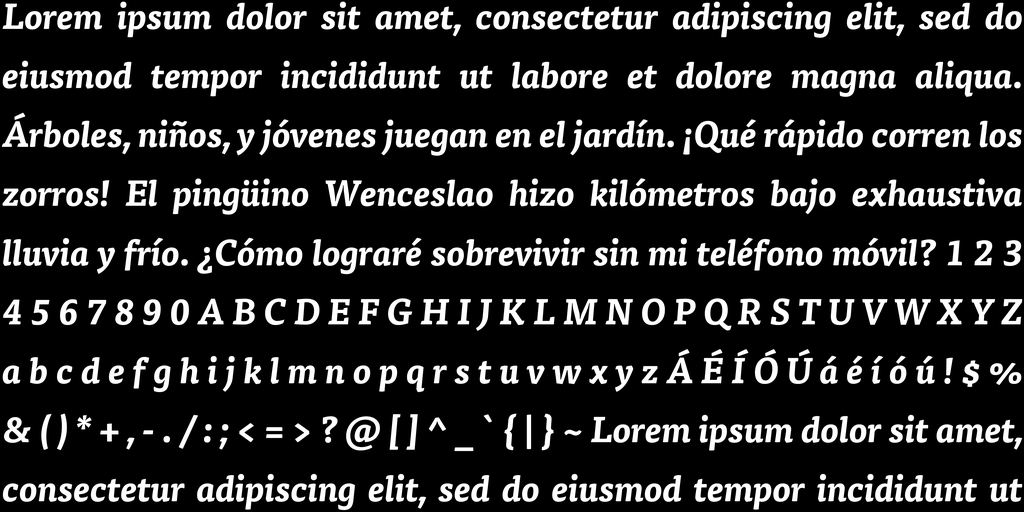 Lorem ipsum dolor sit amet, consectetur adipiscing elit, sed do
eiusmod tempor incididunt ut labore et dolore magna aliqua.
Árboles, niños, y jóvenes juegan en el jardín. ¡Qué rápido corren los
zorros! El pingüino Wenceslao hizo kilómetros bajo exhaustiva
lluvia y frío. ¿Cómo lograré sobrevivir sin mi teléfono móvil? 1 2 3
4 5 6 7 8 9 0 A B C D E F G H I J K L M N O P Q R S T U V W X Y Z
a b c d e f g h i j k l m n o p q r s t u v w x y z Á É Í Ó Ú á é í ó ú ! $ %
& ( ) * + , - . / : ; < = > ? @ [ ] ^ _ ` { | } ~ Lorem ipsum dolor sit amet,
consectetur adipiscing elit, sed do eiusmod tempor incididunt ut